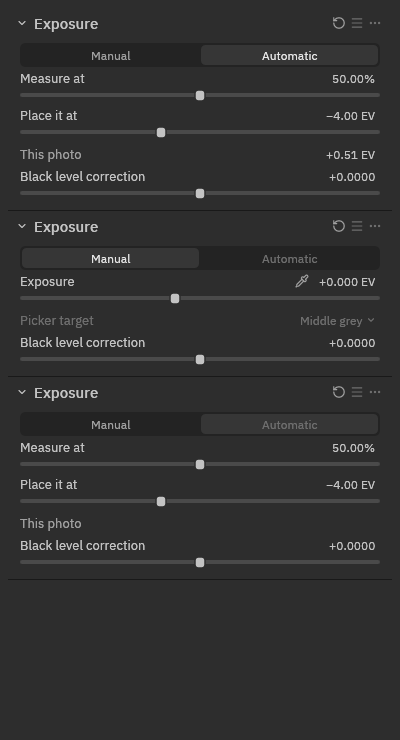 Exposure
Manual Automatic
Measure at 50.00%
Place it at −4.00 EV
This photo +0.51 EV
Black level correction +0.0000
Exposure
Manual Automatic
Exposure +0.000 EV
Picker target Middle grey
Black level correction +0.0000
Exposure
Manual Automatic
Measure at 50.00%
Place it at −4.00 EV
This photo
Black level correction +0.0000